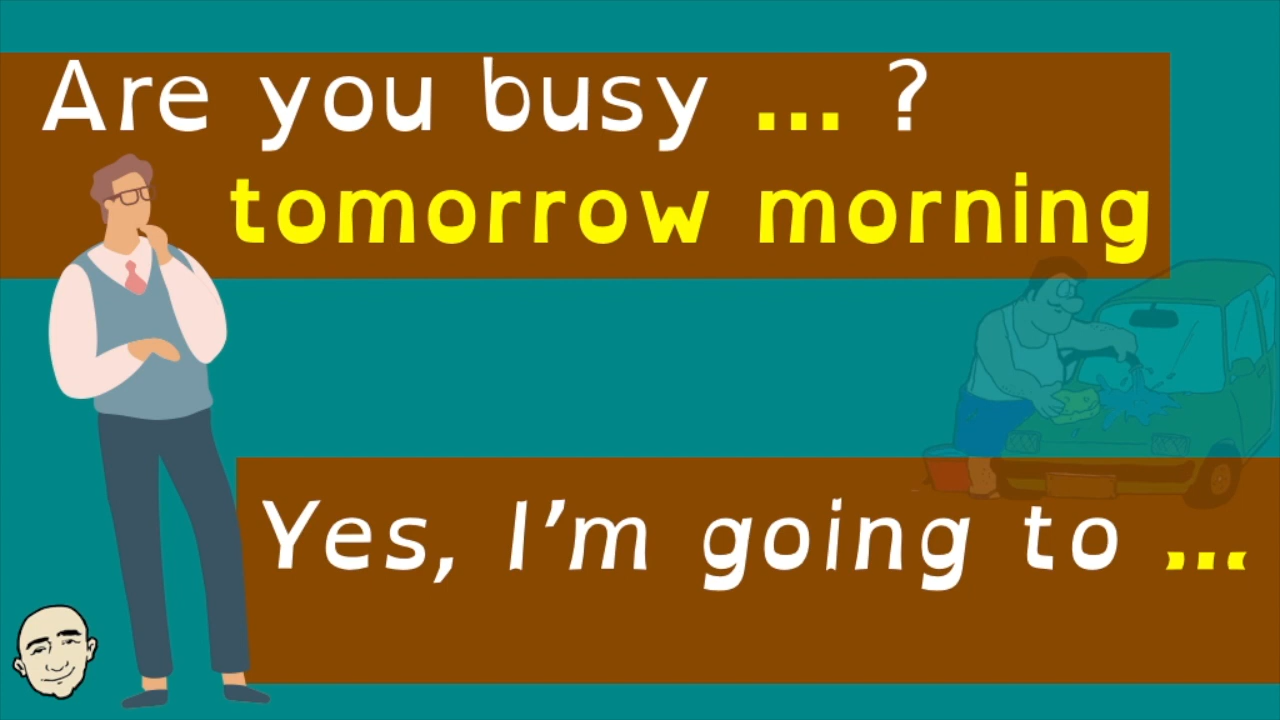 Are you busy ... ?
tomorrow morning
Yes, I'm going to ...